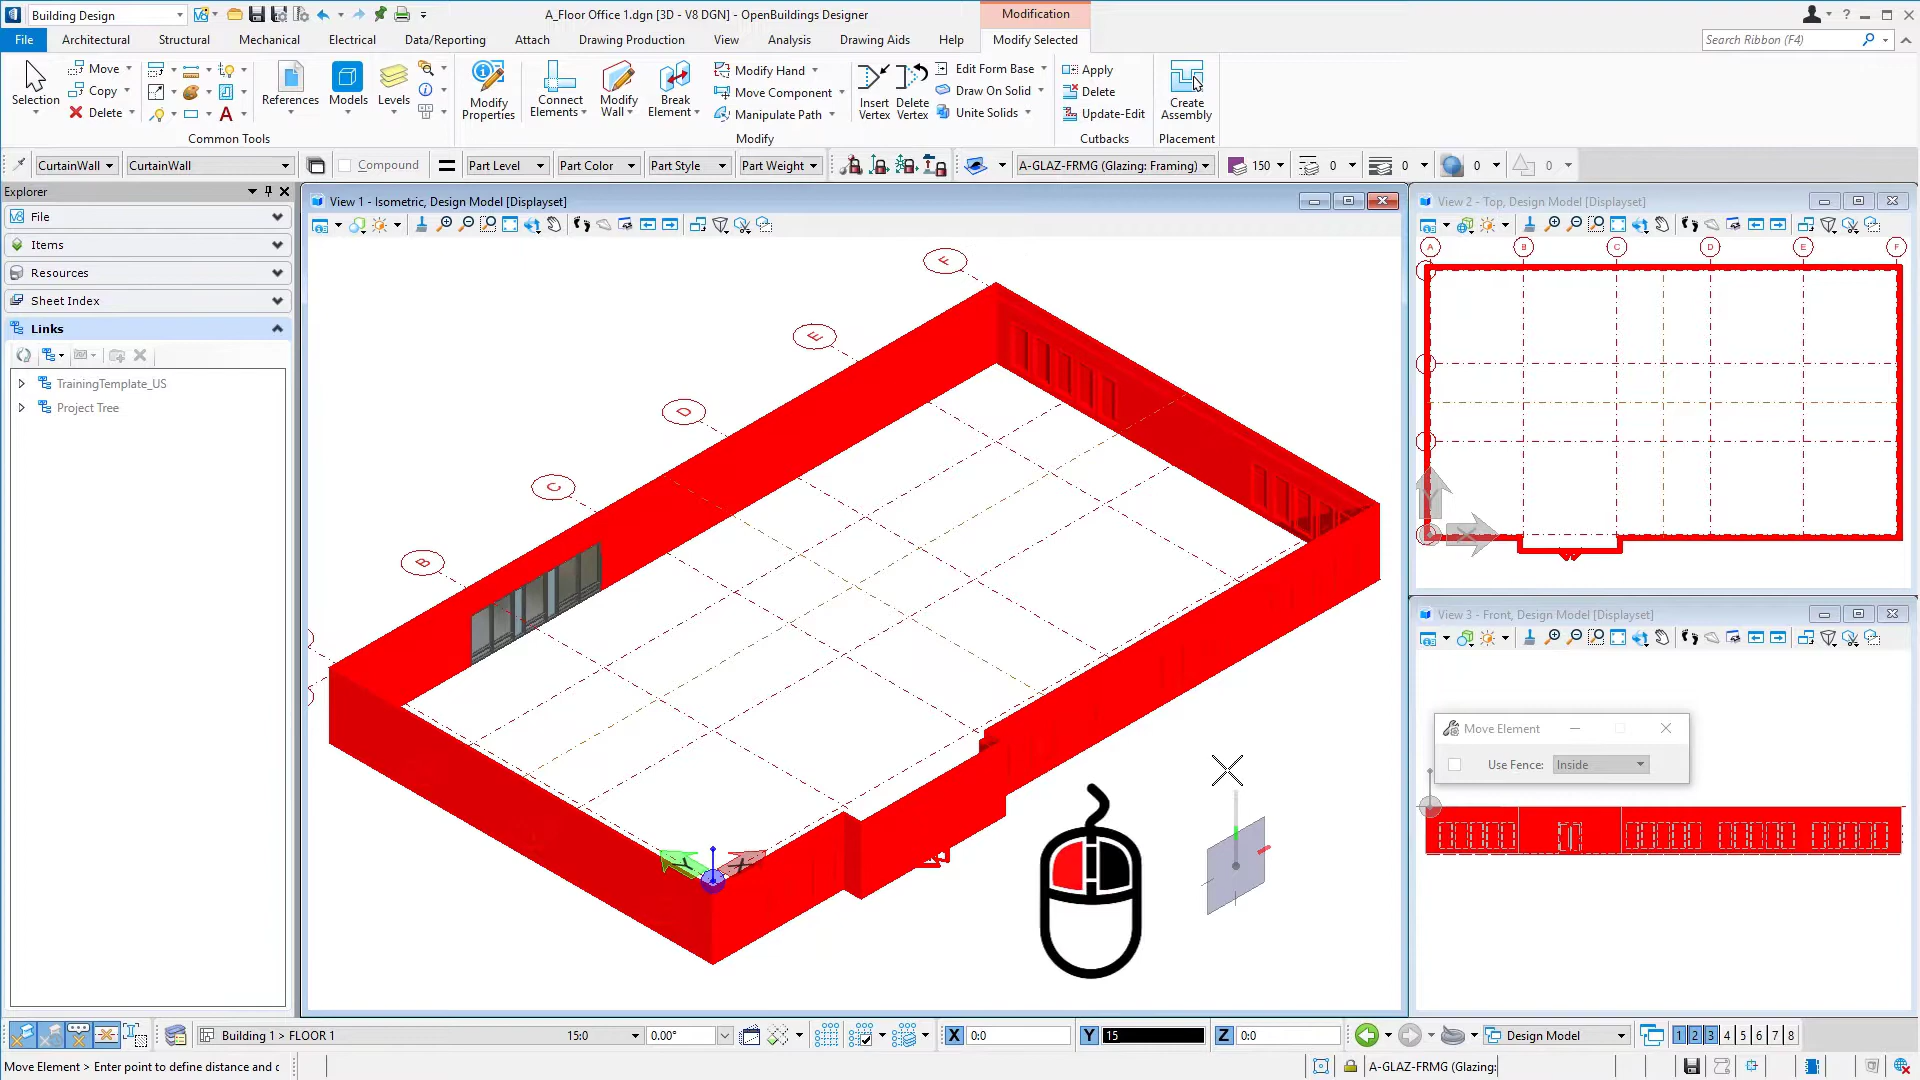 Building Design
A_Floor Office 1.dgn [3D - V8 DGN] - OpenBuildings Designer
Modification
File
Architectural
Structural
Mechanical
Electrical
Data/Reporting
Attach
Drawing Production
View
Analysis
Drawing Aids
Help
Modify Selected
Search Ribbon (F4)
Selection
Move
Copy
Delete
References
Models
Levels
Common Tools
Modify Properties
Connect Elements
Modify Wall
Break Element
Modify Hand
Move Component
Manipulate Path
Insert Vertex
Delete Vertex
Edit Form Base
Draw On Solid
Unite Solids
Modify
Apply
Delete
Update-Edit
Cutbacks
Create Assembly
Placement
CurtainWall
CurtainWall
Compound
Part Level
Part Color
Part Style
Part Weight
A-GLAZ-FRMG (Glazing: Framing)
150
0
0
0
0
Explorer
File
Items
Resources
Sheet Index
Links
TrainingTemplate_US
Project Tree
View 1 - Isometric, Design Model [Displayset]
F
E
D
C
B
Y
X
View 2 - Top, Design Model [Displayset]
A
B
C
D
E
F
Y
X
View 3 - Front, Design Model [Displayset]
Move Element
Use Fence:
Inside
Building 1 > FLOOR 1
15:0
0.00°
X
0:0
Y
15
Z
0:0
Design Model
1 2 3 4 5 6 7 8
Move Element > Enter point to define distance and
A-GLAZ-FRMG (Glazing: